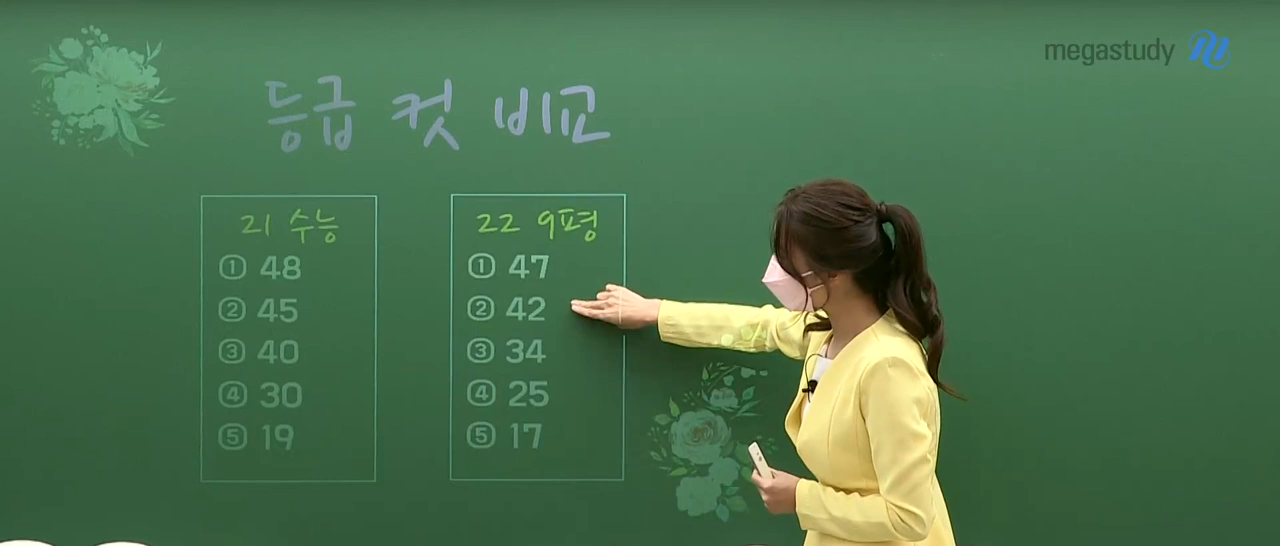 megastudy
등급 컷 비교
21 수능
① 48
② 45
③ 40
④ 30
⑤ 19
22 9평
① 47
② 42
③ 34
④ 25
⑤ 17